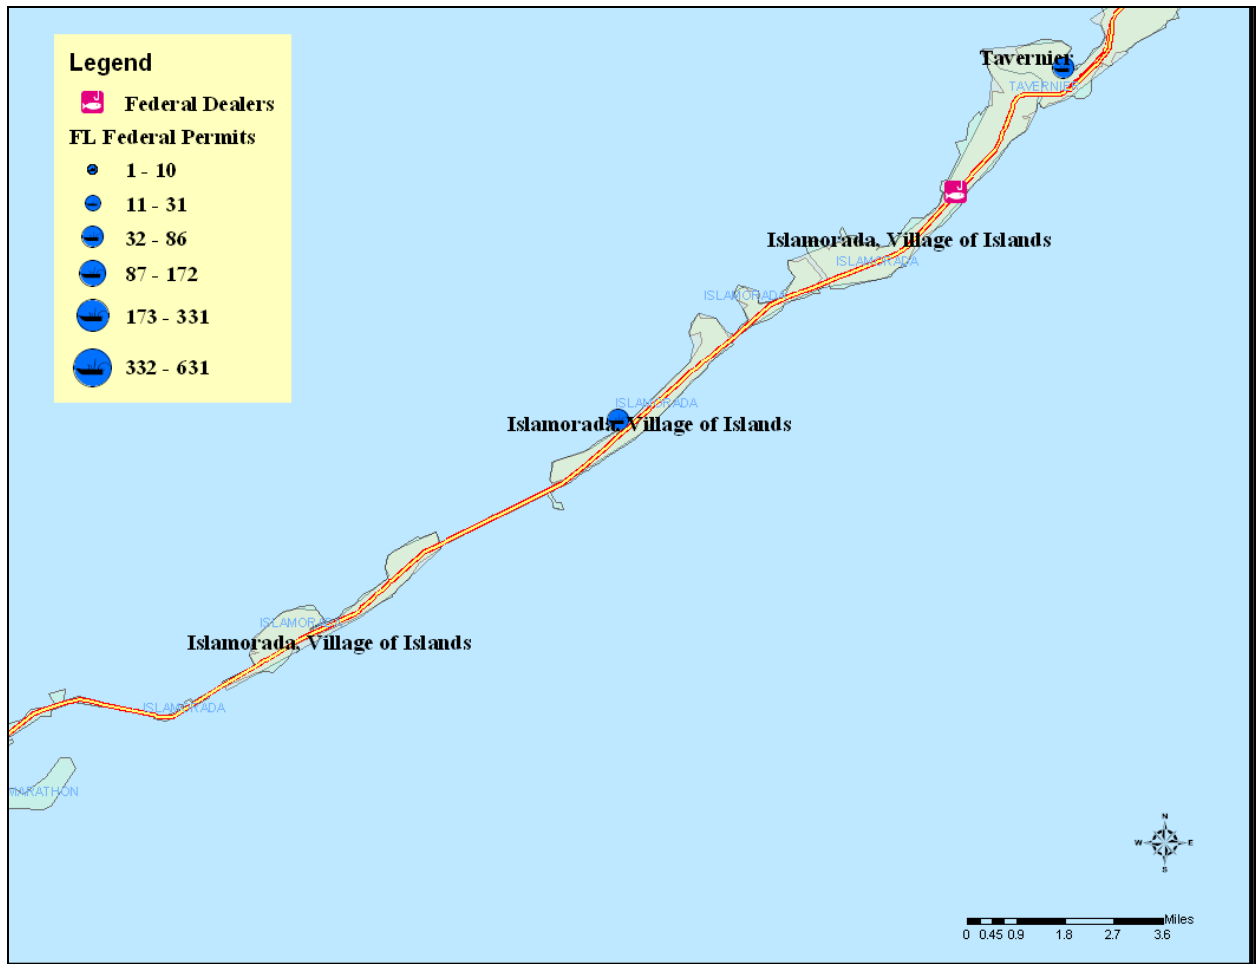 Legend
Federal Dealers
FL Federal Permits
1 - 10
11 - 31
32 - 86
87 - 172
173 - 331
332 - 631
Tavernier
TAVERNIER
Islamorada, Village of Islands
ISLAMORADA
ISLAMORADA
ISLAMORADA
Islamorada, Village of Islands
ISLAMORADA
Islamorada, Village of Islands
ISLAMORADA
MARATHON
N
W E
S
Miles
0 0.45 0.9 1.8 2.7 3.6